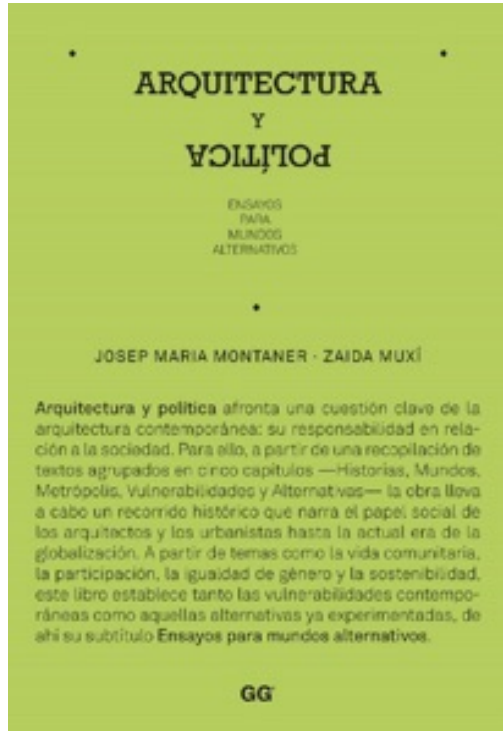 ARQUITECTURA
Y
POLÍTICA
ENSAYOS
PARA
MUNDOS
ALTERNATIVOS
JOSEP MARIA MONTANER · ZAIDA MUXÍ
Arquitectura y política afronta una cuestión clave de la
arquitectura contemporánea: su responsabilidad en rela-
ción a la sociedad. Para ello, a partir de una recopilación de
textos agrupados en cinco capítulos —Historias, Mundos,
Metrópolis, Vulnerabilidades y Alternativas— la obra lleva
a cabo un recorrido histórico que narra el papel social de
los arquitectos y los urbanistas hasta la actual era de la
globalización. A partir de temas como la vida comunitaria,
la participación, la igualdad de género y la sostenibilidad,
este libro establece tanto las vulnerabilidades contempo-
ráneas como aquellas alternativas ya experimentadas, de
ahí su subtítulo Ensayos para mundos alternativos.
GG®